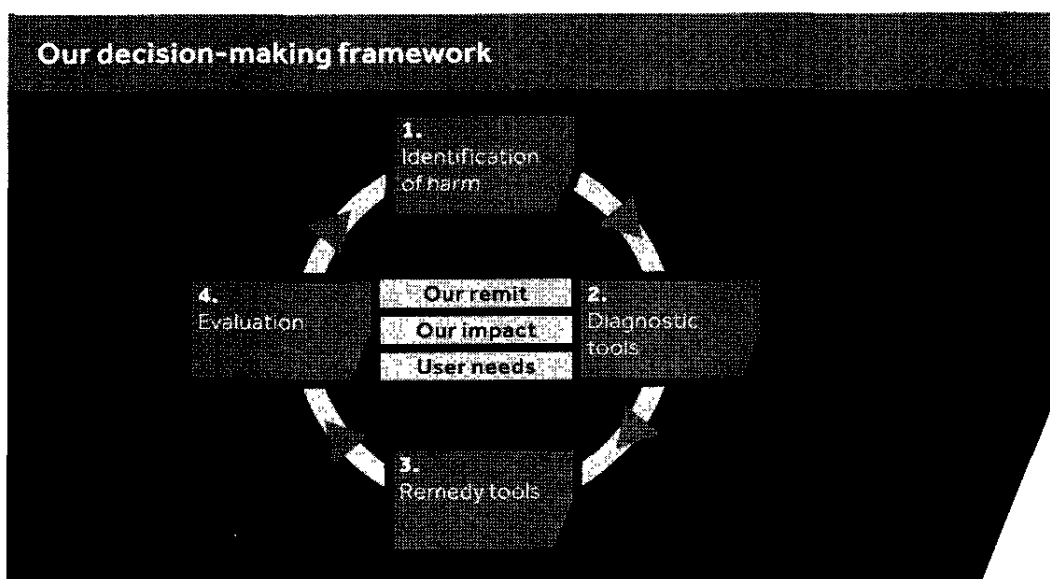 Our decision-making framework
1.
Identification
of harm
4.
Evaluation
Our remit
Our impact
User needs
2.
Diagnostic
tools
3.
Remedy tools